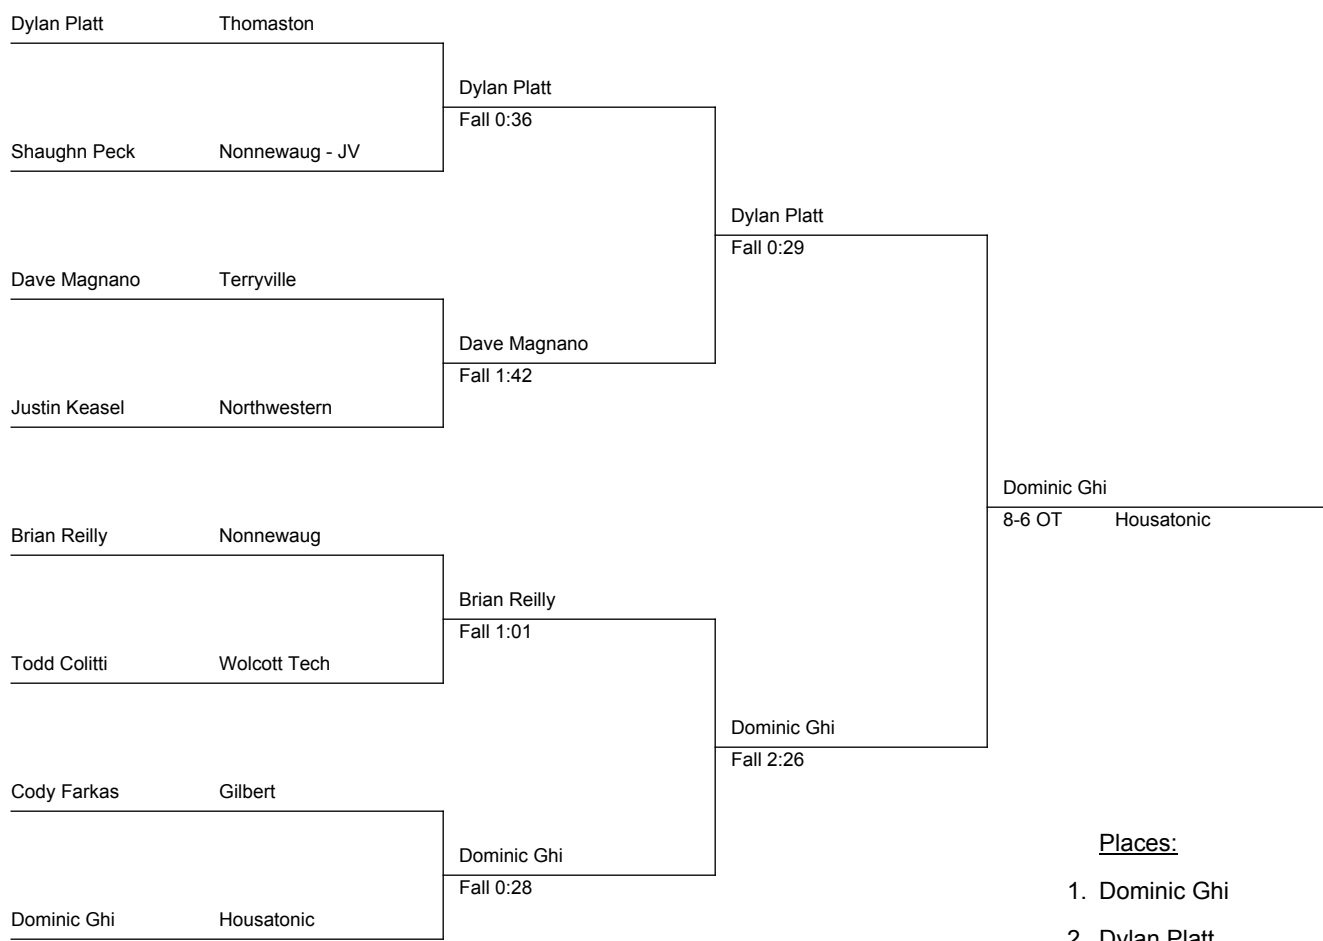 Dylan Platt Thomaston
Dylan Platt
Fall 0:36
Shaughn Peck Nonnewaug - JV
Dylan Platt
Fall 0:29
Dave Magnano Terryville
Dave Magnano
Fall 1:42
Justin Keasel Northwestern
Dominic Ghi
8-6 OT Housatonic
Brian Reilly Nonnewaug
Brian Reilly
Fall 1:01
Todd Colitti Wolcott Tech
Dominic Ghi
Fall 2:26
Cody Farkas Gilbert
Places:
Dominic Ghi
Fall 0:28
1. Dominic Ghi
Dominic Ghi Housatonic
2. Dylan Platt